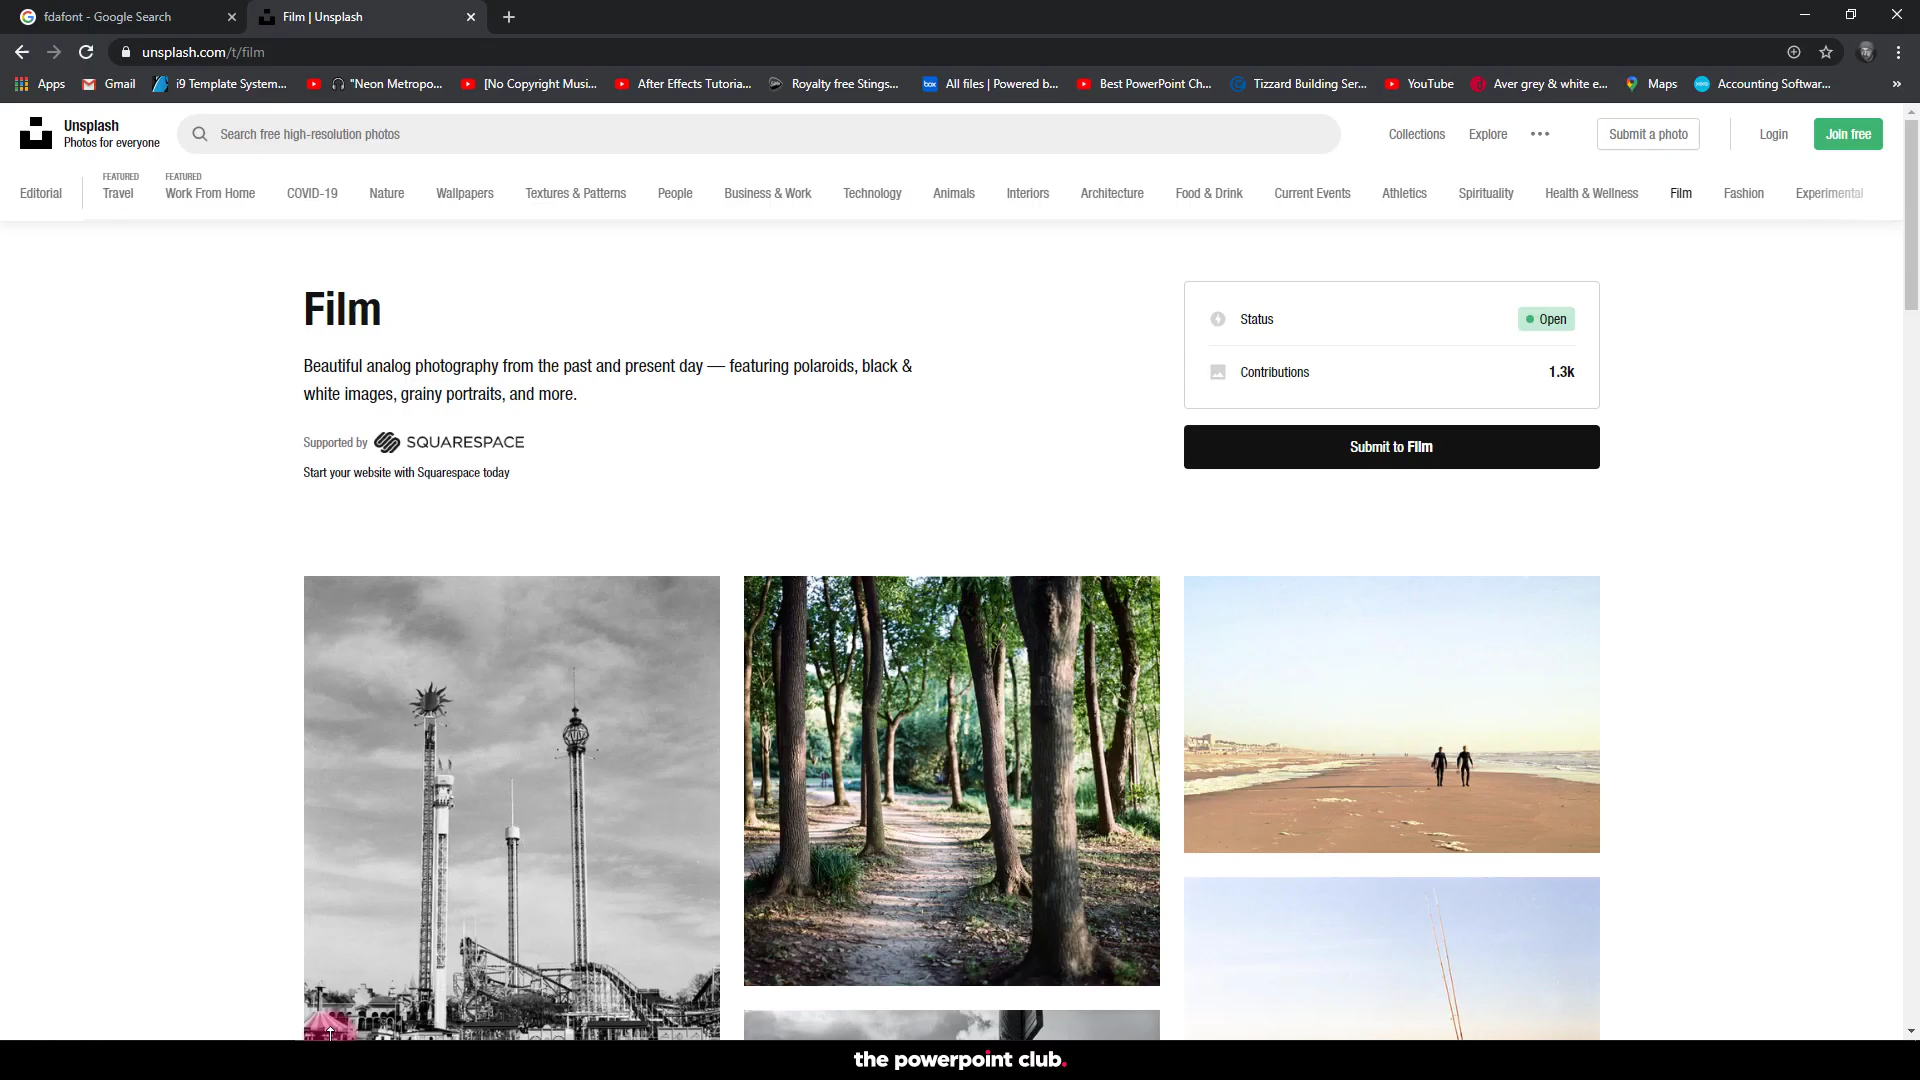 fdafont - Google Search
Film | Unsplash
unsplash.com/t/film
Apps
Gmail
i9 Template System...
"Neon Metropo...
[No Copyright Musi...
After Effects Tutoria...
Royalty free Stings...
All files | Powered b...
Best PowerPoint Ch...
Tizzard Building Ser...
YouTube
Aver grey & white e...
Maps
Accounting Softwar...
Unsplash
Photos for everyone
Search free high-resolution photos
Collections
Explore
Submit a photo
Login
Join free
Editorial
FEATURED
Travel
FEATURED
Work From Home
COVID-19
Nature
Wallpapers
Textures & Patterns
People
Business & Work
Technology
Animals
Interiors
Architecture
Food & Drink
Current Events
Athletics
Spirituality
Health & Wellness
Film
Fashion
Experimental
Film
Beautiful analog photography from the past and present day — featuring polaroids, black &
white images, grainy portraits, and more.
Supported by SQUARESPACE
Start your website with Squarespace today
Status
Open
Contributions
1.3k
Submit to Film
the powerpoint club.